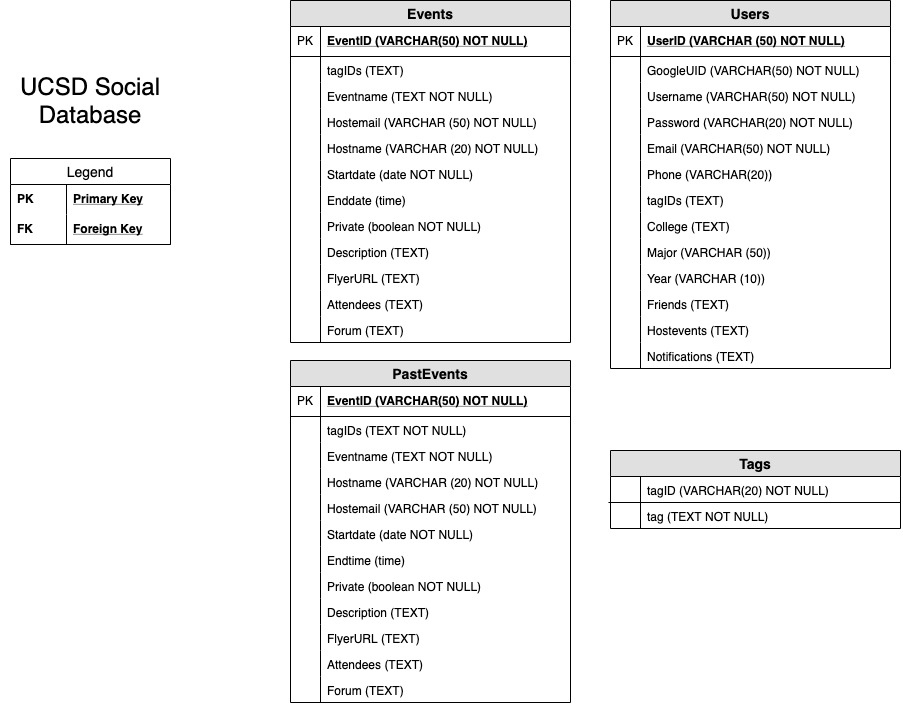 UCSD Social
Database
Legend
PK Primary Key
FK Foreign Key
Events
PK EventID (VARCHAR(50) NOT NULL)
tagIDs (TEXT)
Eventname (TEXT NOT NULL)
Hostemail (VARCHAR (50) NOT NULL)
Hostname (VARCHAR (20) NOT NULL)
Startdate (date NOT NULL)
Enddate (time)
Private (boolean NOT NULL)
Description (TEXT)
FlyerURL (TEXT)
Attendees (TEXT)
Forum (TEXT)
Users
PK UserID (VARCHAR (50) NOT NULL)
GoogleUID (VARCHAR(50) NOT NULL)
Username (VARCHAR(50) NOT NULL)
Password (VARCHAR(20) NOT NULL)
Email (VARCHAR(50) NOT NULL)
Phone (VARCHAR(20))
tagIDs (TEXT)
College (TEXT)
Major (VARCHAR (50))
Year (VARCHAR (10))
Friends (TEXT)
Hostevents (TEXT)
Notifications (TEXT)
PastEvents
PK EventID (VARCHAR(50) NOT NULL)
tagIDs (TEXT NOT NULL)
Eventname (TEXT NOT NULL)
Hostname (VARCHAR (20) NOT NULL)
Hostemail (VARCHAR (50) NOT NULL)
Startdate (date NOT NULL)
Endtime (time)
Private (boolean NOT NULL)
Description (TEXT)
FlyerURL (TEXT)
Attendees (TEXT)
Forum (TEXT)
Tags
tagID (VARCHAR(20) NOT NULL)
tag (TEXT NOT NULL)